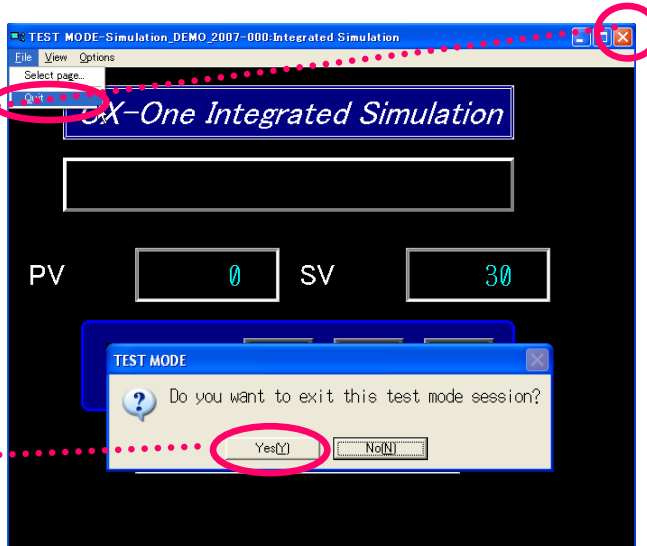 TEST MODE-Simulation_DEMO_2007-000:Integrated Simulation
File View Options
Select page...
Quit
CX-One Integrated Simulation
PV 0 SV 30
TEST MODE
Do you want to exit this test mode session?
Yes(Y) No(N)